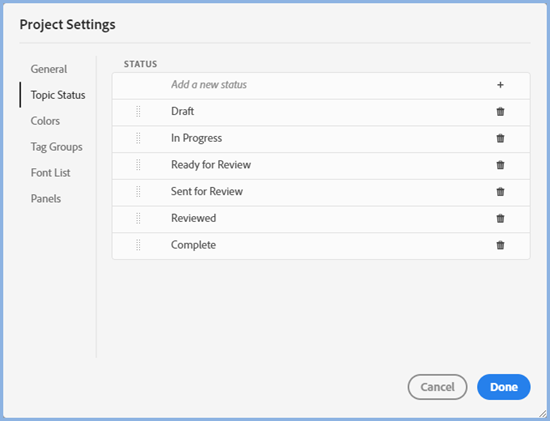 Project Settings
General
Topic Status
Colors
Tag Groups
Font List
Panels
STATUS
Add a new status
Draft
In Progress
Ready for Review
Sent for Review
Reviewed
Complete
Cancel
Done